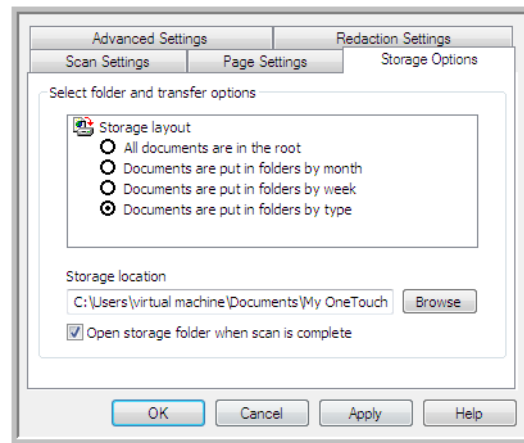 Advanced Settings
Redaction Settings
Scan Settings
Page Settings
Storage Options
Select folder and transfer options
Storage layout
All documents are in the root
Documents are put in folders by month
Documents are put in folders by week
Documents are put in folders by type
Storage location
C:\Users\virtual machine\Documents\My OneTouch
Browse
Open storage folder when scan is complete
OK
Cancel
Apply
Help